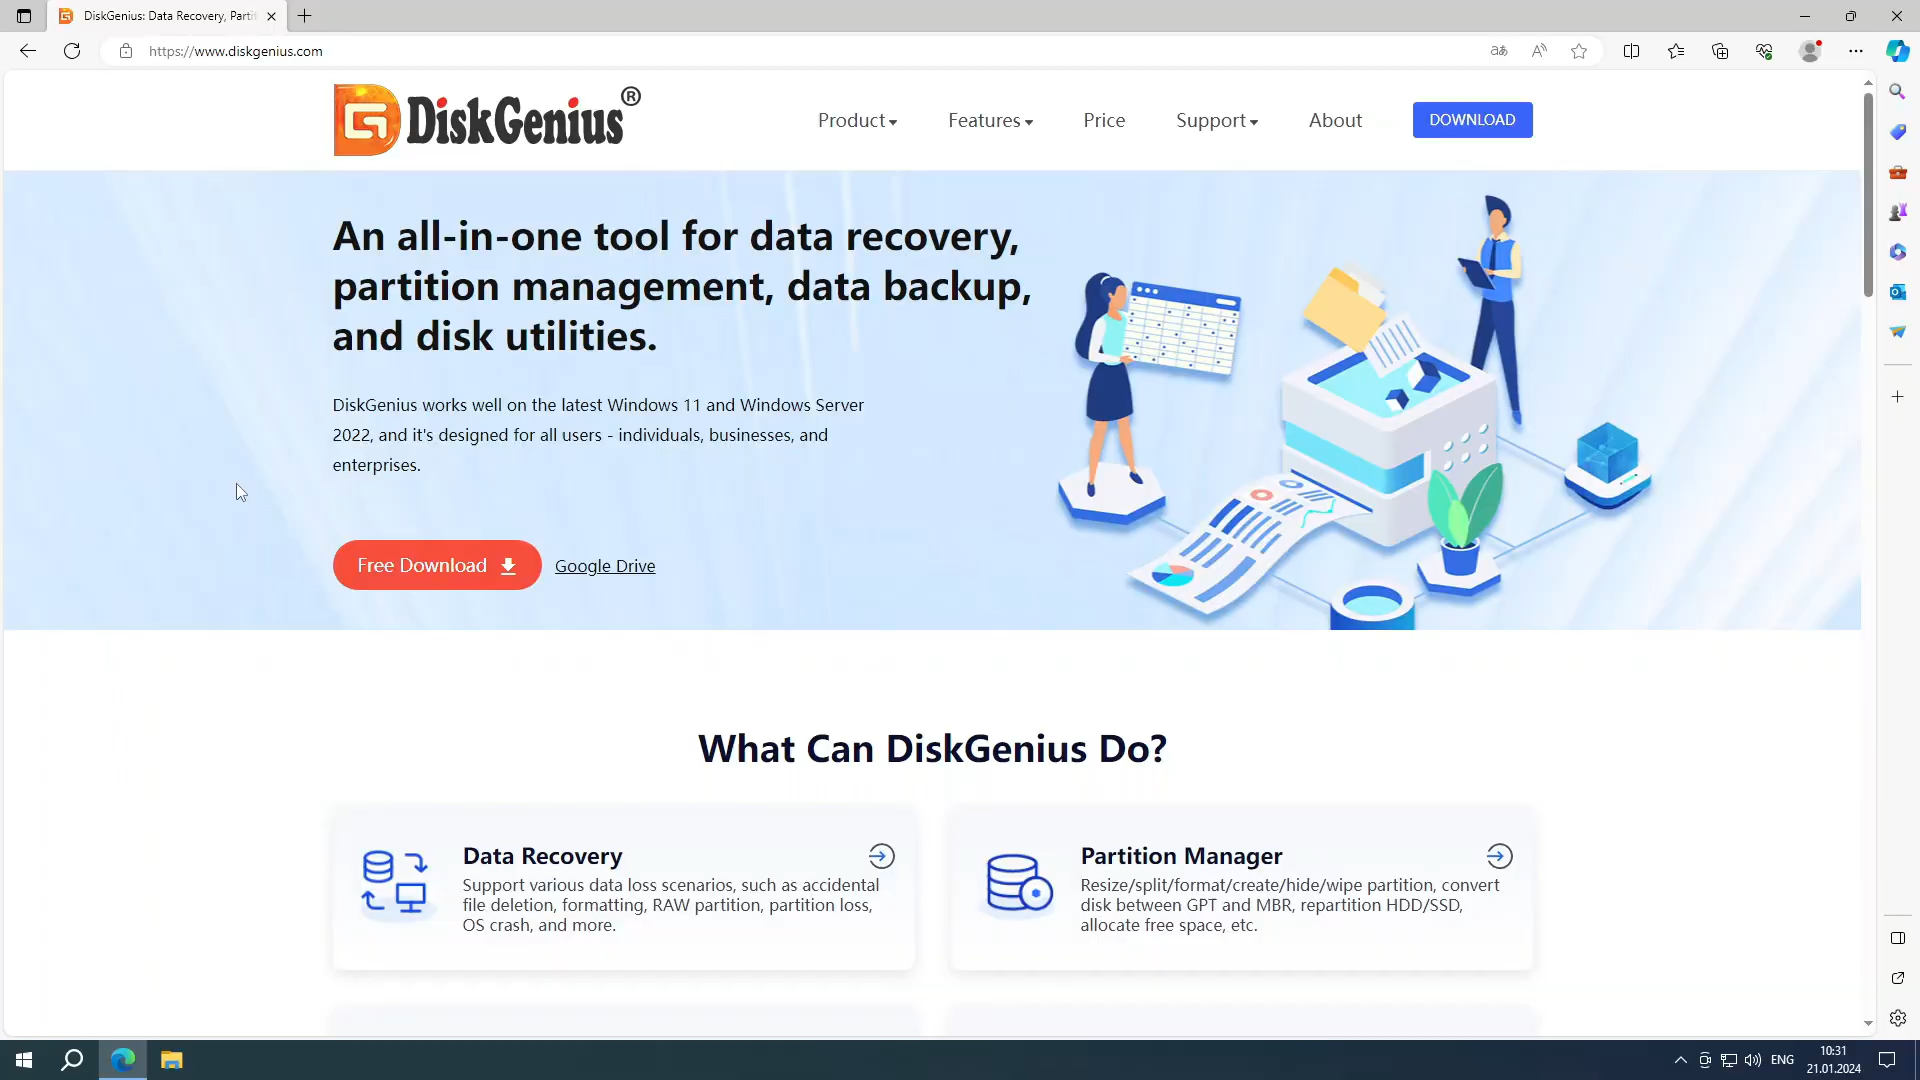 DiskGenius: Data Recovery, Parti
https://www.diskgenius.com
DiskGenius®
Product
Features
Price
Support
About
DOWNLOAD
An all-in-one tool for data recovery,
partition management, data backup,
and disk utilities.
DiskGenius works well on the latest Windows 11 and Windows Server
2022, and it's designed for all users - individuals, businesses, and
enterprises.
Free Download
Google Drive
What Can DiskGenius Do?
Data Recovery
Support various data loss scenarios, such as accidental
file deletion, formatting, RAW partition, partition loss,
OS crash, and more.
Partition Manager
Resize/split/format/create/hide/wipe partition, convert
disk between GPT and MBR, repartition HDD/SSD,
allocate free space, etc.
ENG
10:31
21.01.2024